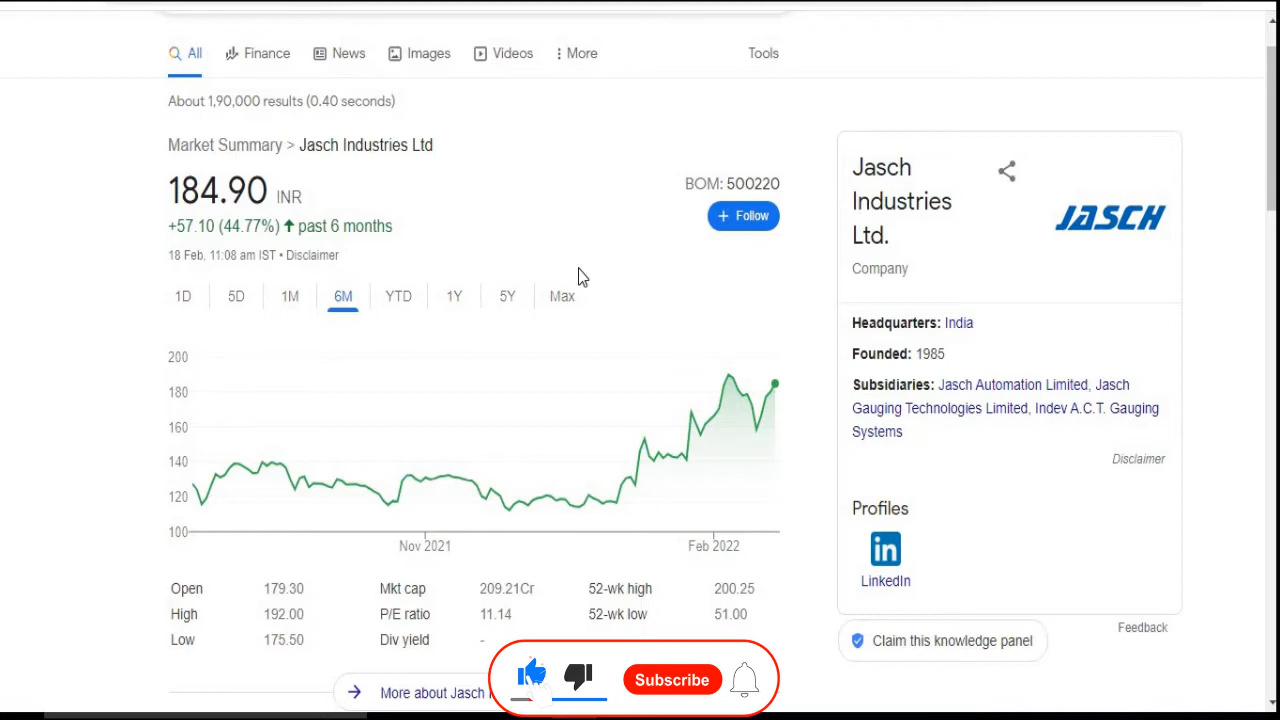 All Finance News Images Videos More Tools
About 1,90,000 results (0.40 seconds)
Market Summary > Jasch Industries Ltd
184.90 INR
BOM: 500220
+57.10 (44.77%) ↑ past 6 months
+ Follow
18 Feb, 11:08 am IST • Disclaimer
1D 5D 1M 6M YTD 1Y 5Y Max
200
180
160
140
120
100
Nov 2021 Feb 2022
Open 179.30 Mkt cap 209.21Cr 52-wk high 200.25
High 192.00 P/E ratio 11.14 52-wk low 51.00
Low 175.50 Div yield -
→ More about Jasch
Subscribe
Jasch
Industries
Ltd.
JASCH
Company
Headquarters: India
Founded: 1985
Subsidiaries: Jasch Automation Limited, Jasch
Gauging Technologies Limited, Indev A.C.T. Gauging
Systems
Disclaimer
Profiles
in
LinkedIn
Feedback
Claim this knowledge panel